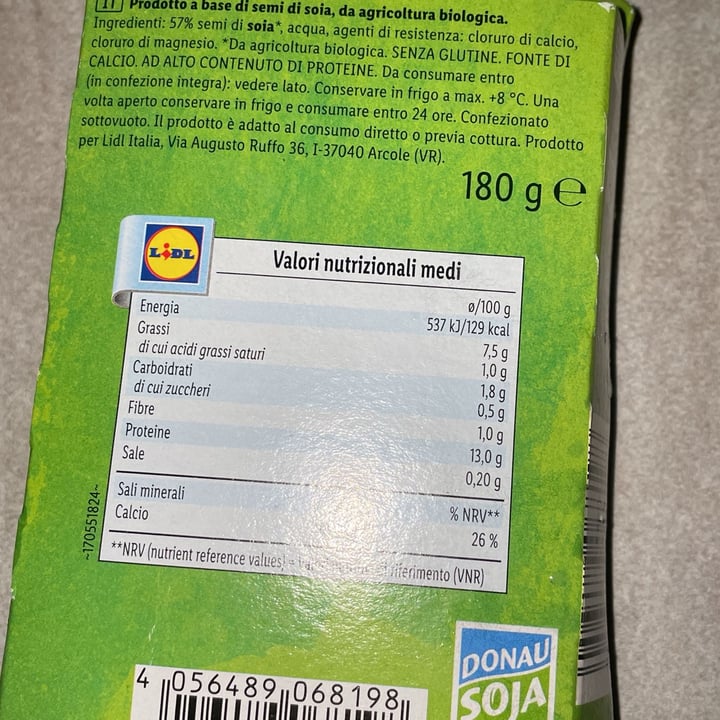 IT Prodotto a base di semi di soia, da agricoltura biologica.
Ingredienti: 57% semi di soia*, acqua, agenti di resistenza: cloruro di calcio,
cloruro di magnesio. *Da agricoltura biologica. SENZA GLUTINE. FONTE DI
CALCIO. AD ALTO CONTENUTO DI PROTEINE. Da consumare entro
(in confezione integra): vedere lato. Conservare in frigo a max. +8 °C. Una
volta aperto conservare in frigo e consumare entro 24 ore. Confezionato
sottovuoto. Il prodotto è adatto al consumo diretto o previa cottura. Prodotto
per Lidl Italia, Via Augusto Ruffo 36, I-37040 Arcole (VR).
180 g e
LIDL
Valori nutrizionali medi
ø/100 g
Energia 537 kJ/129 kcal
Grassi 7,5 g
di cui acidi grassi saturi 1,0 g
Carboidrati 1,8 g
di cui zuccheri 0,5 g
Fibre 1,0 g
Proteine 13,0 g
Sale 0,20 g
Sali minerali % NRV**
Calcio 26 %
**NRV (nutrient reference values) = riferimento (VNR)
~170551824~
4 056489 068198
DONAU
SOJA